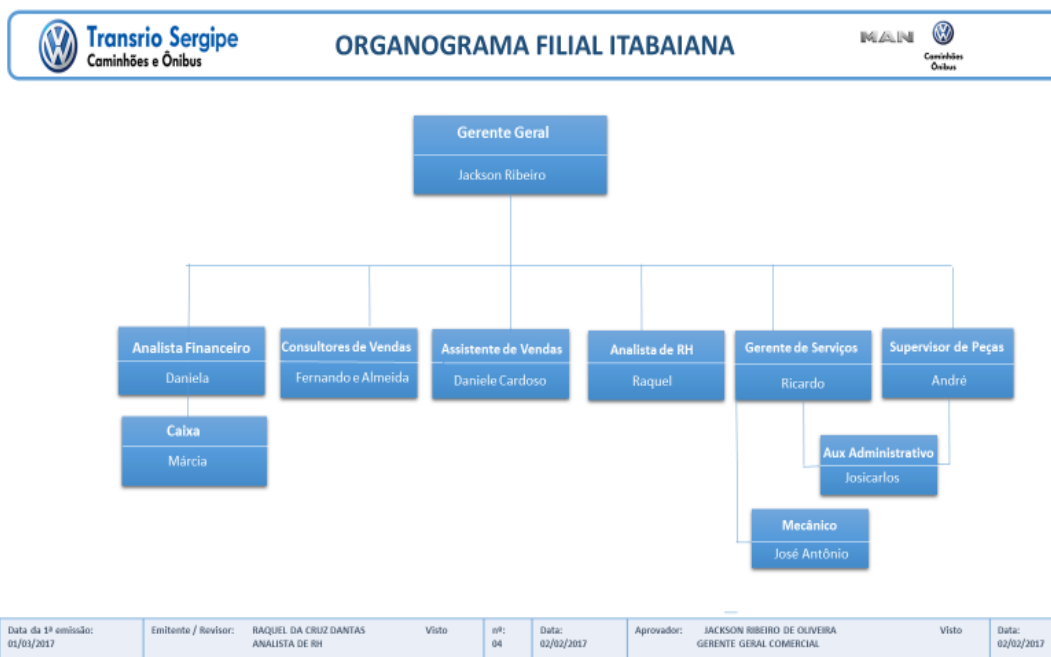 Transrio Sergipe
Caminhões e Ônibus
ORGANOGRAMA FILIAL ITABAIANA
MAN
Caminhões
Ônibus
Gerente Geral
Jackson Ribeiro
Analista Financeiro
Daniela
Consultores de Vendas
Fernando e Almeida
Assistente de Vendas
Daniele Cardoso
Analista de RH
Raquel
Gerente de Serviços
Ricardo
Supervisor de Peças
André
Caixa
Márcia
Aux Administrativo
Josicarlos
Mecânico
José Antônio
Data da 1ª emissão:
01/03/2017
Emitente / Revisor: RAQUEL DA CRUZ DANTAS
ANALISTA DE RH
Visto
nº:
04
Data:
02/02/2017
Aprovador: JACKSON RIBEIRO DE OLIVEIRA
GERENTE GERAL COMERCIAL
Visto
Data:
02/02/2017